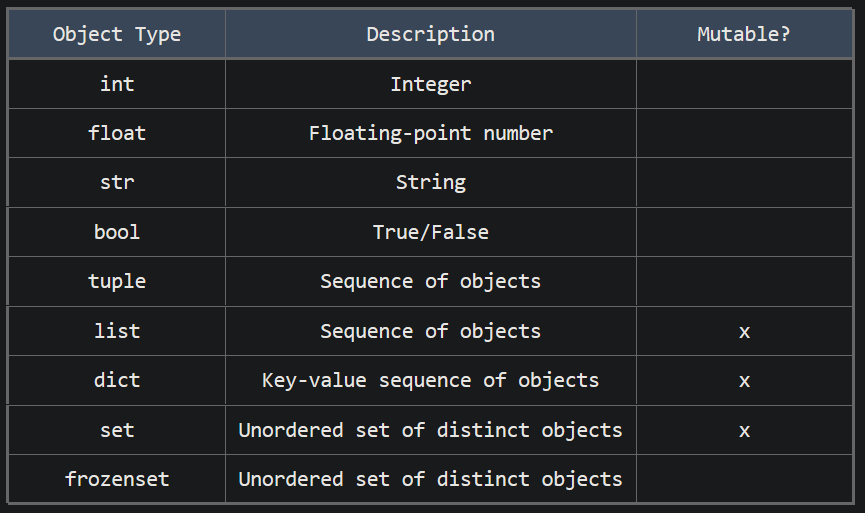 Object Type Description Mutable?
int Integer
float Floating-point number
str String
bool True/False
tuple Sequence of objects
list Sequence of objects x
dict Key-value sequence of objects x
set Unordered set of distinct objects x
frozenset Unordered set of distinct objects